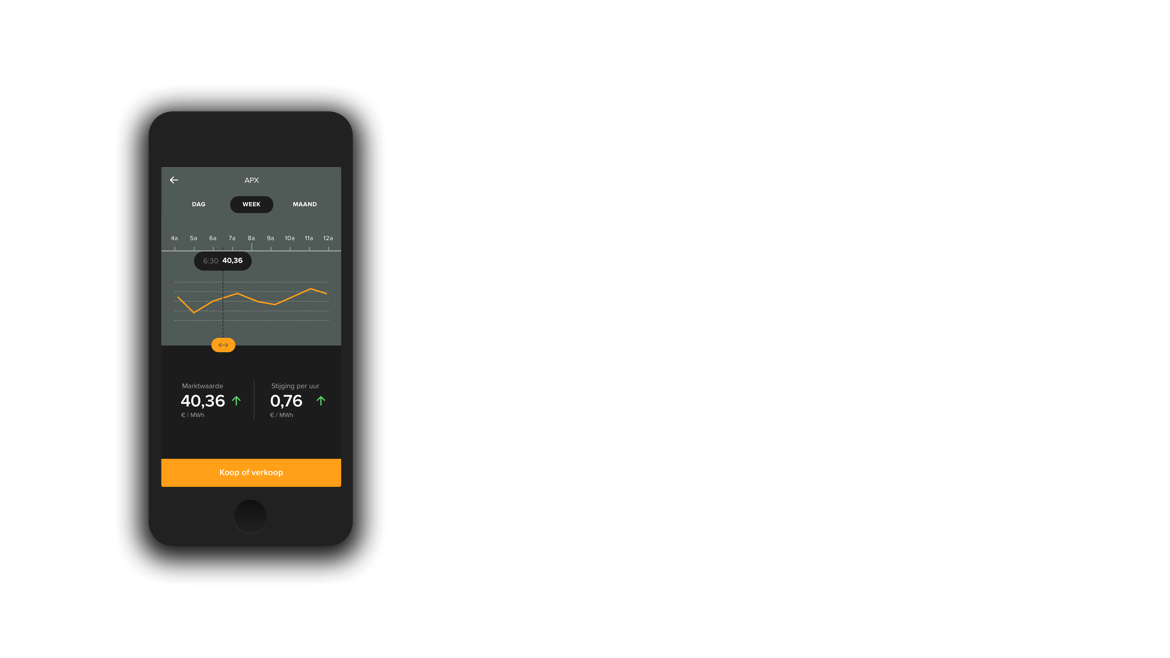 APX
DAG WEEK MAAND
4a 5a 6a 7a 8a 9a 10a 11a 12a
6:30 40,36
Marktwaarde
40,36
€ / MWh
Stijging per uur
0,76
€ / MWh
Koop of verkoop